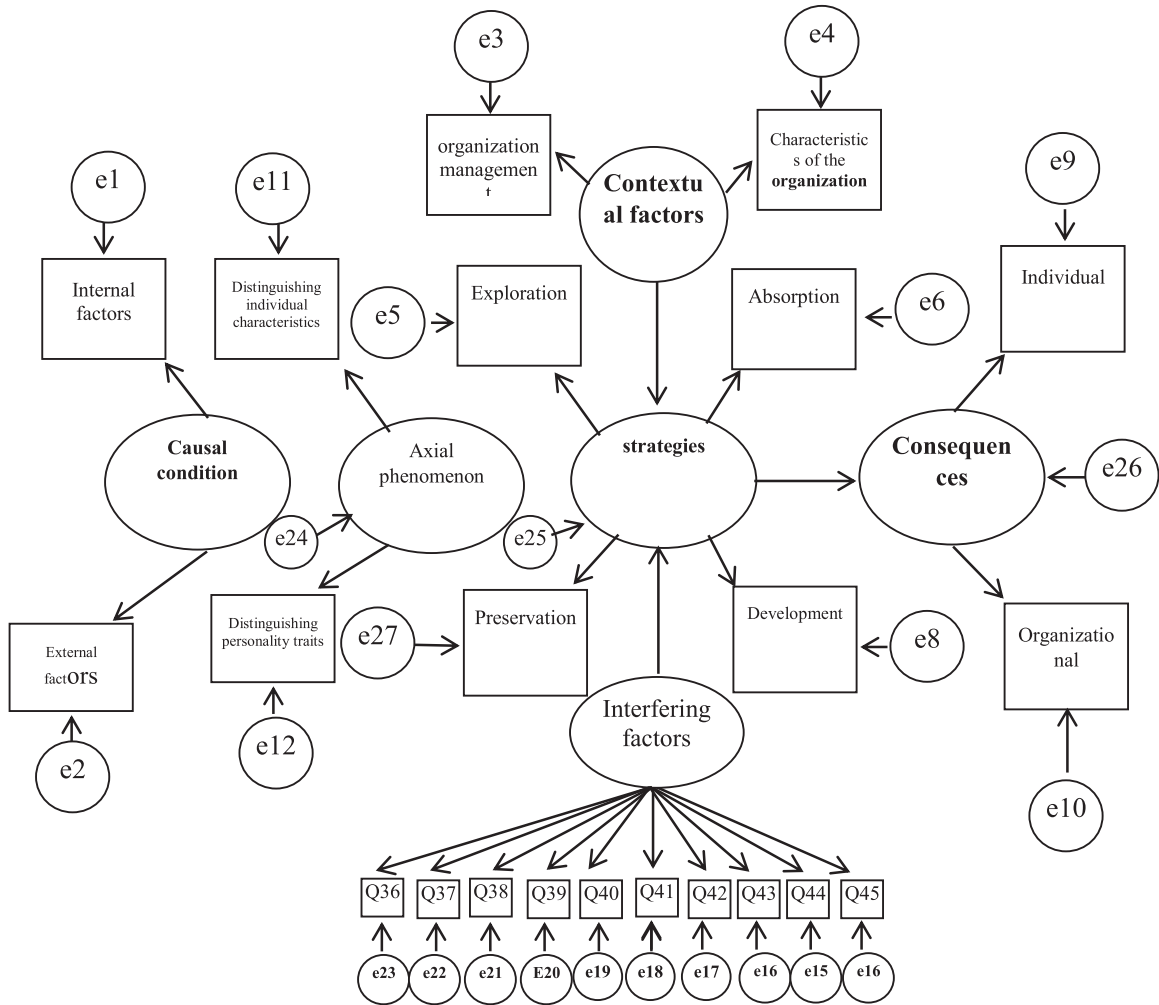 e3
e4
organization
managemen
t
Characteristic
s of the
organization
Contextu
al factors
e1
e11
e9
Internal
factors
Distinguishing
individual
characteristics
e5
Exploration
Absorption
e6
Individual
Causal
condition
Axial
phenomenon
strategies
Consequen
ces
e26
e24
e25
External
factors
Distinguishing
personality traits
e27
Preservation
Development
e8
Organizatio
nal
e2
e12
Interfering
factors
e10
Q36 Q37 Q38 Q39 Q40 Q41 Q42 Q43 Q44 Q45
e23 e22 e21 E20 e19 e18 e17 e16 e15 e16